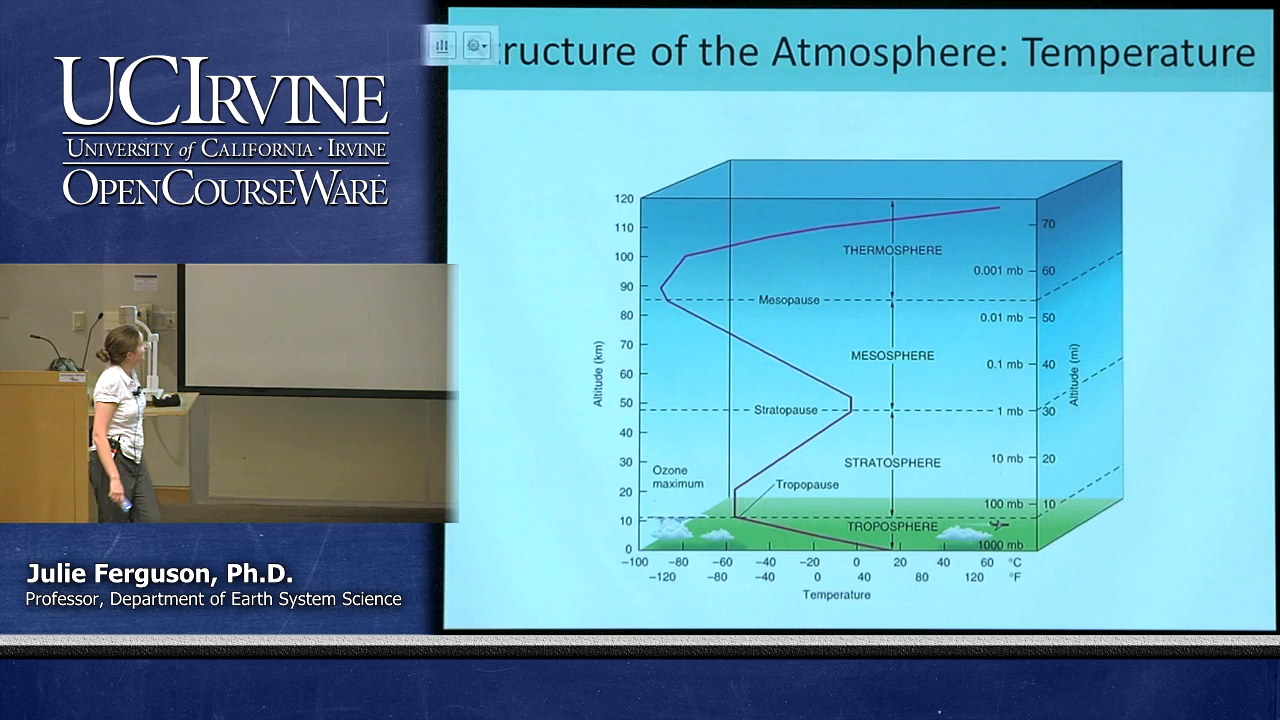 UCIRVINE
UNIVERSITY of CALIFORNIA · IRVINE
OPENCOURSEWARE
Julie Ferguson, Ph.D.
Professor, Department of Earth System Science
tructure of the Atmosphere: Temperature
120
110
100
90
80
70
60
50
40
30
20
10
0
Altitude (km)
THERMOSPHERE
Mesopause
MESOSPHERE
Stratopause
STRATOSPHERE
Ozone
maximum
Tropopause
TROPOSPHERE
0.001 mb
0.01 mb
0.1 mb
1 mb
10 mb
100 mb
1000 mb
70
60
50
40
30
20
10
Altitude (mi)
–100 –80 –60 –40 –20 0 20 40 60 °C
–120 –80 –40 0 40 80 120 °F
Temperature